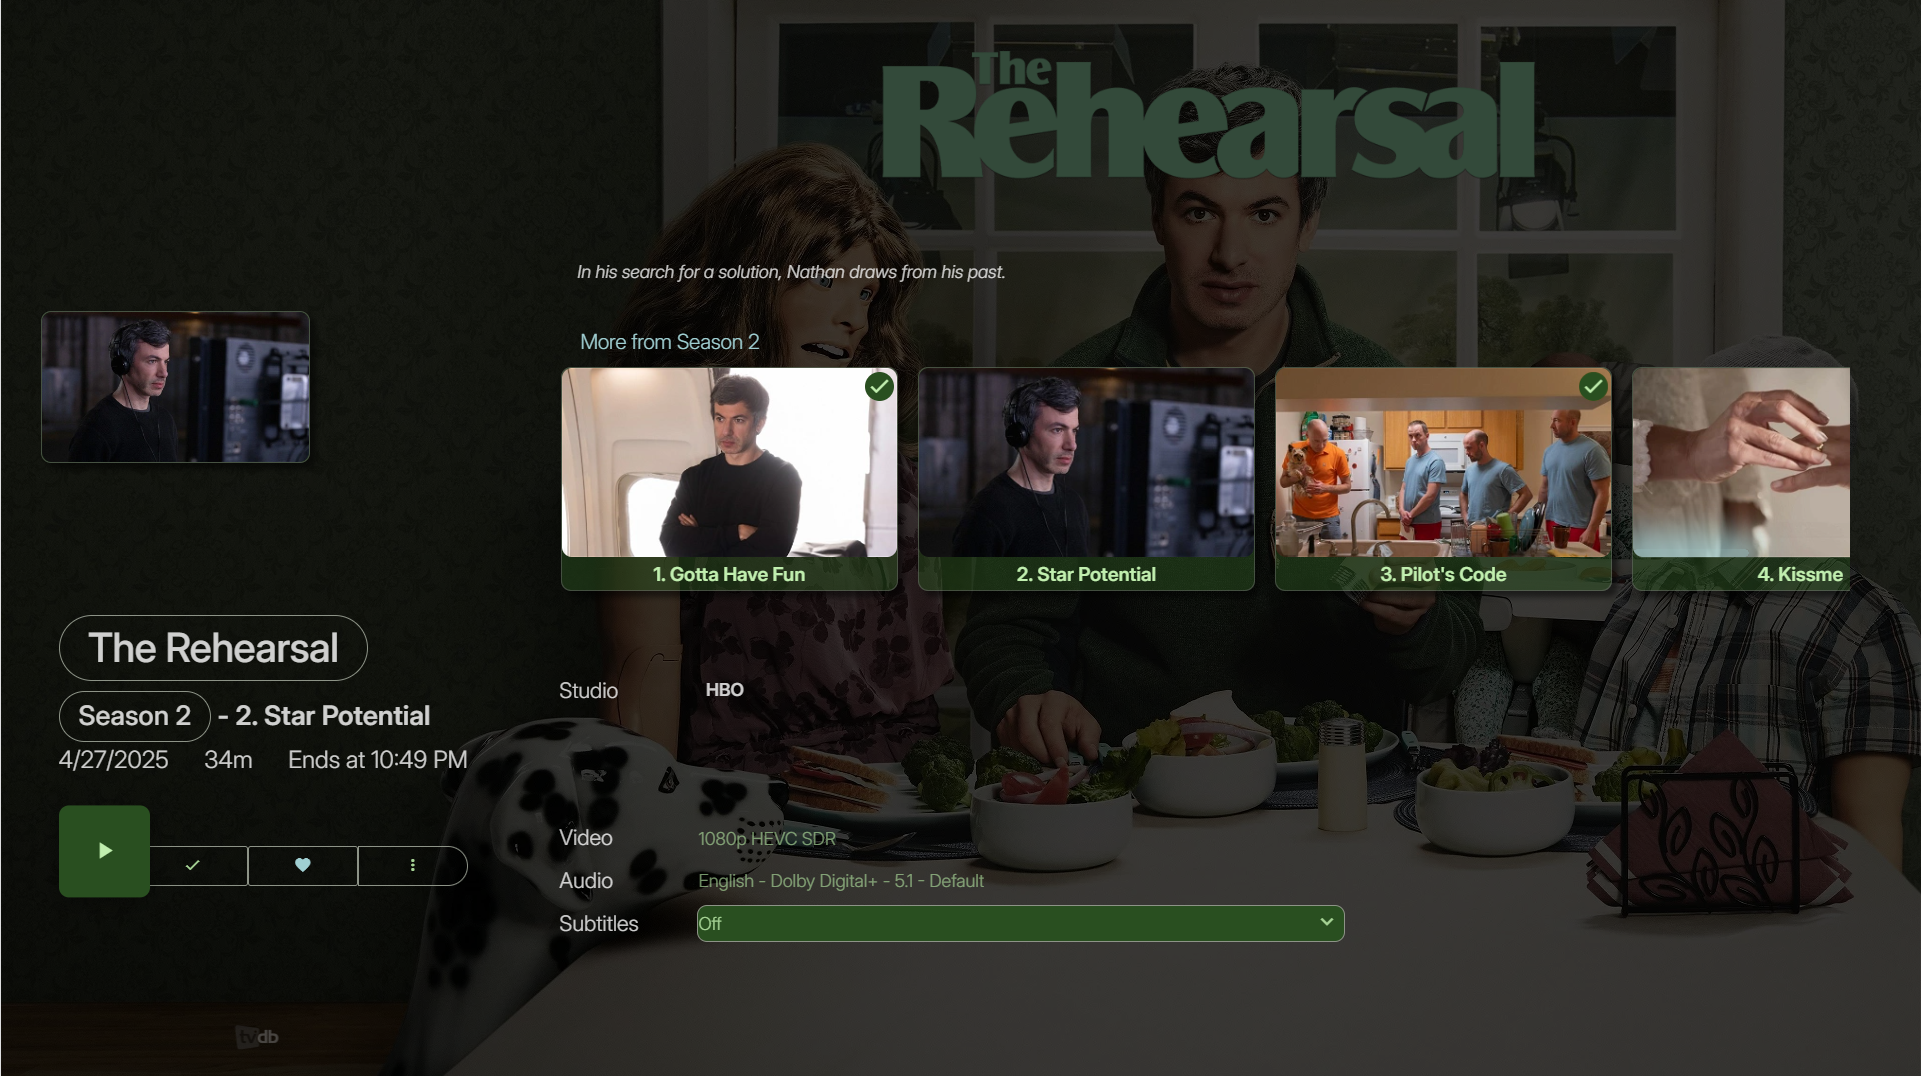 The
Rehearsal
In his search for a solution, Nathan draws from his past.
More from Season 2
1. Gotta Have Fun
2. Star Potential
3. Pilot's Code
4. Kissme
The Rehearsal
Season 2 - 2. Star Potential
4/27/2025 34m Ends at 10:49 PM
Studio HBO
Video 1080p HEVC SDR
Audio English - Dolby Digital+ - 5.1 - Default
Subtitles Off
tvdb